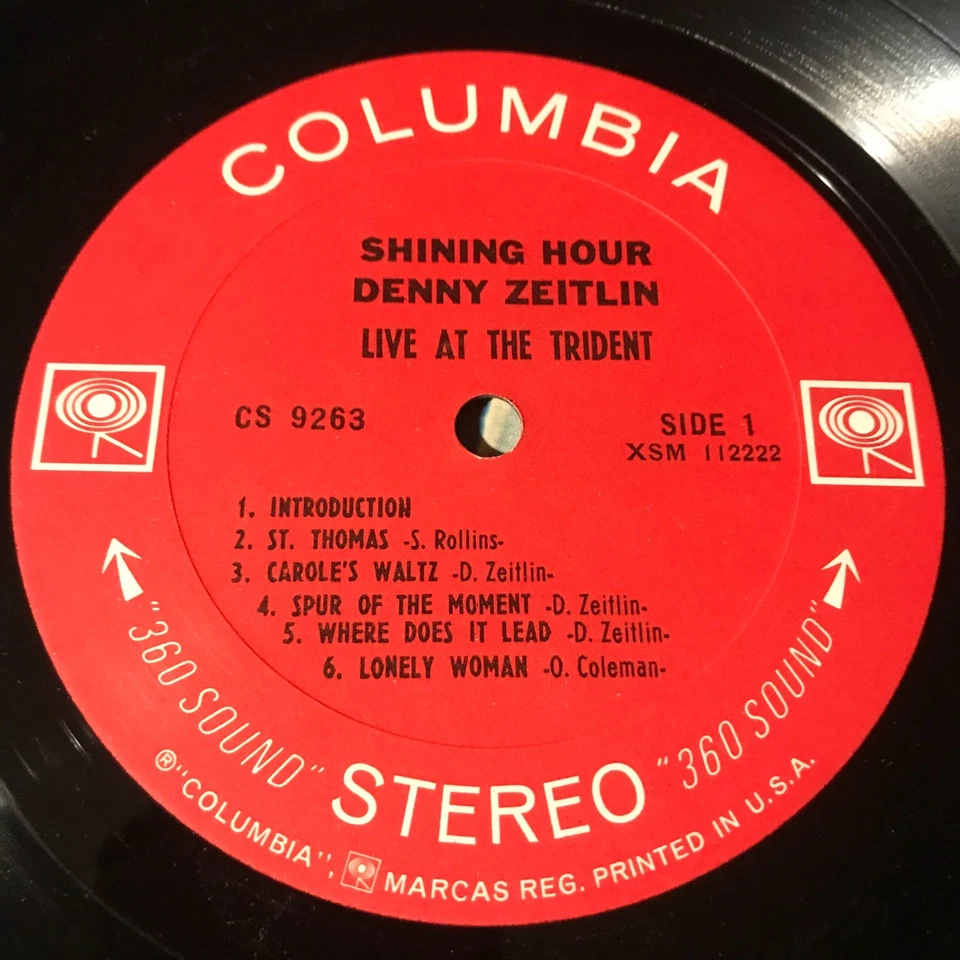 COLUMBIA
SHINING HOUR
DENNY ZEITLIN
LIVE AT THE TRIDENT
CS 9263
SIDE 1
XSM 112222
1. INTRODUCTION
2. ST. THOMAS -S. Rollins-
3. CAROLE'S WALTZ -D. Zeitlin-
4. SPUR OF THE MOMENT -D. Zeitlin-
5. WHERE DOES IT LEAD -D. Zeitlin-
6. LONELY WOMAN -O. Coleman-
"360 SOUND" STEREO "360 SOUND"
®"COLUMBIA", MARCAS REG. PRINTED IN U.S.A.